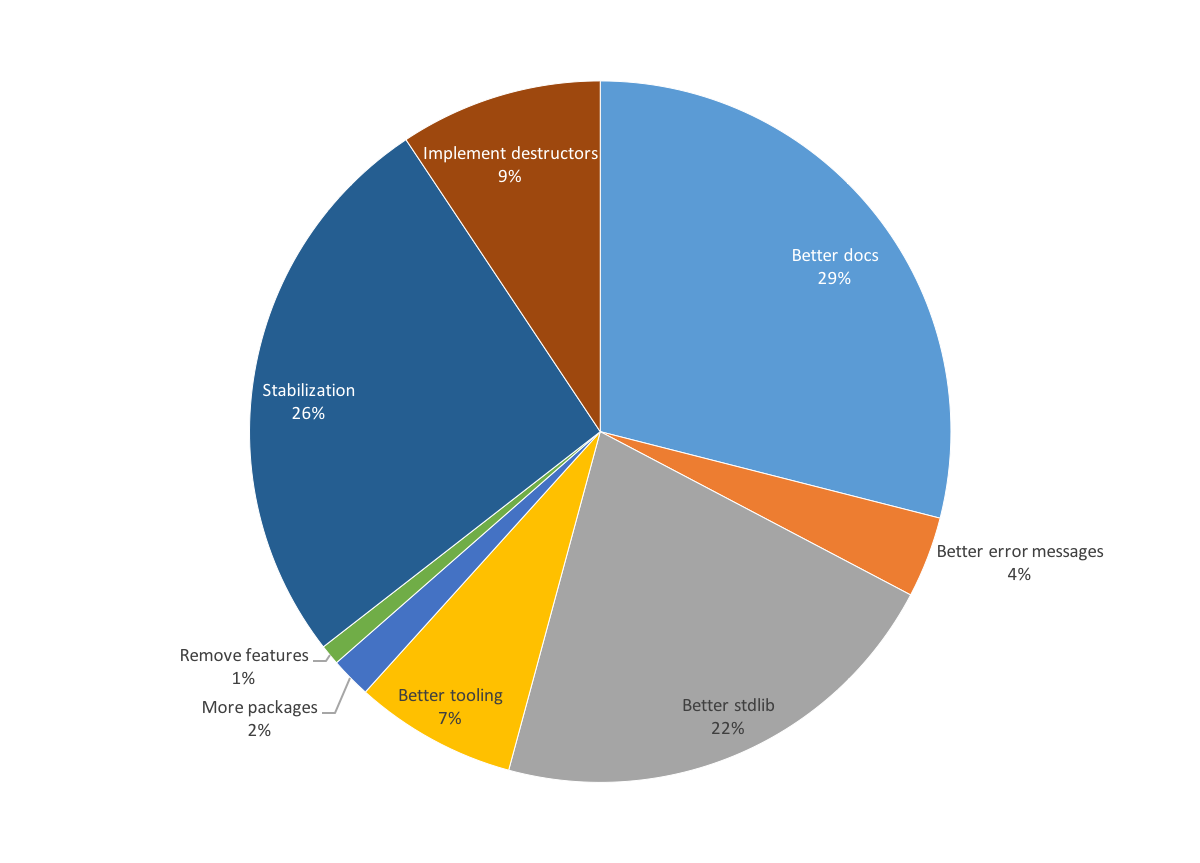 Implement destructors
9%
Better docs
29%
Stabilization
26%
Better error messages
4%
Remove features
1%
More packages
2%
Better tooling
7%
Better stdlib
22%